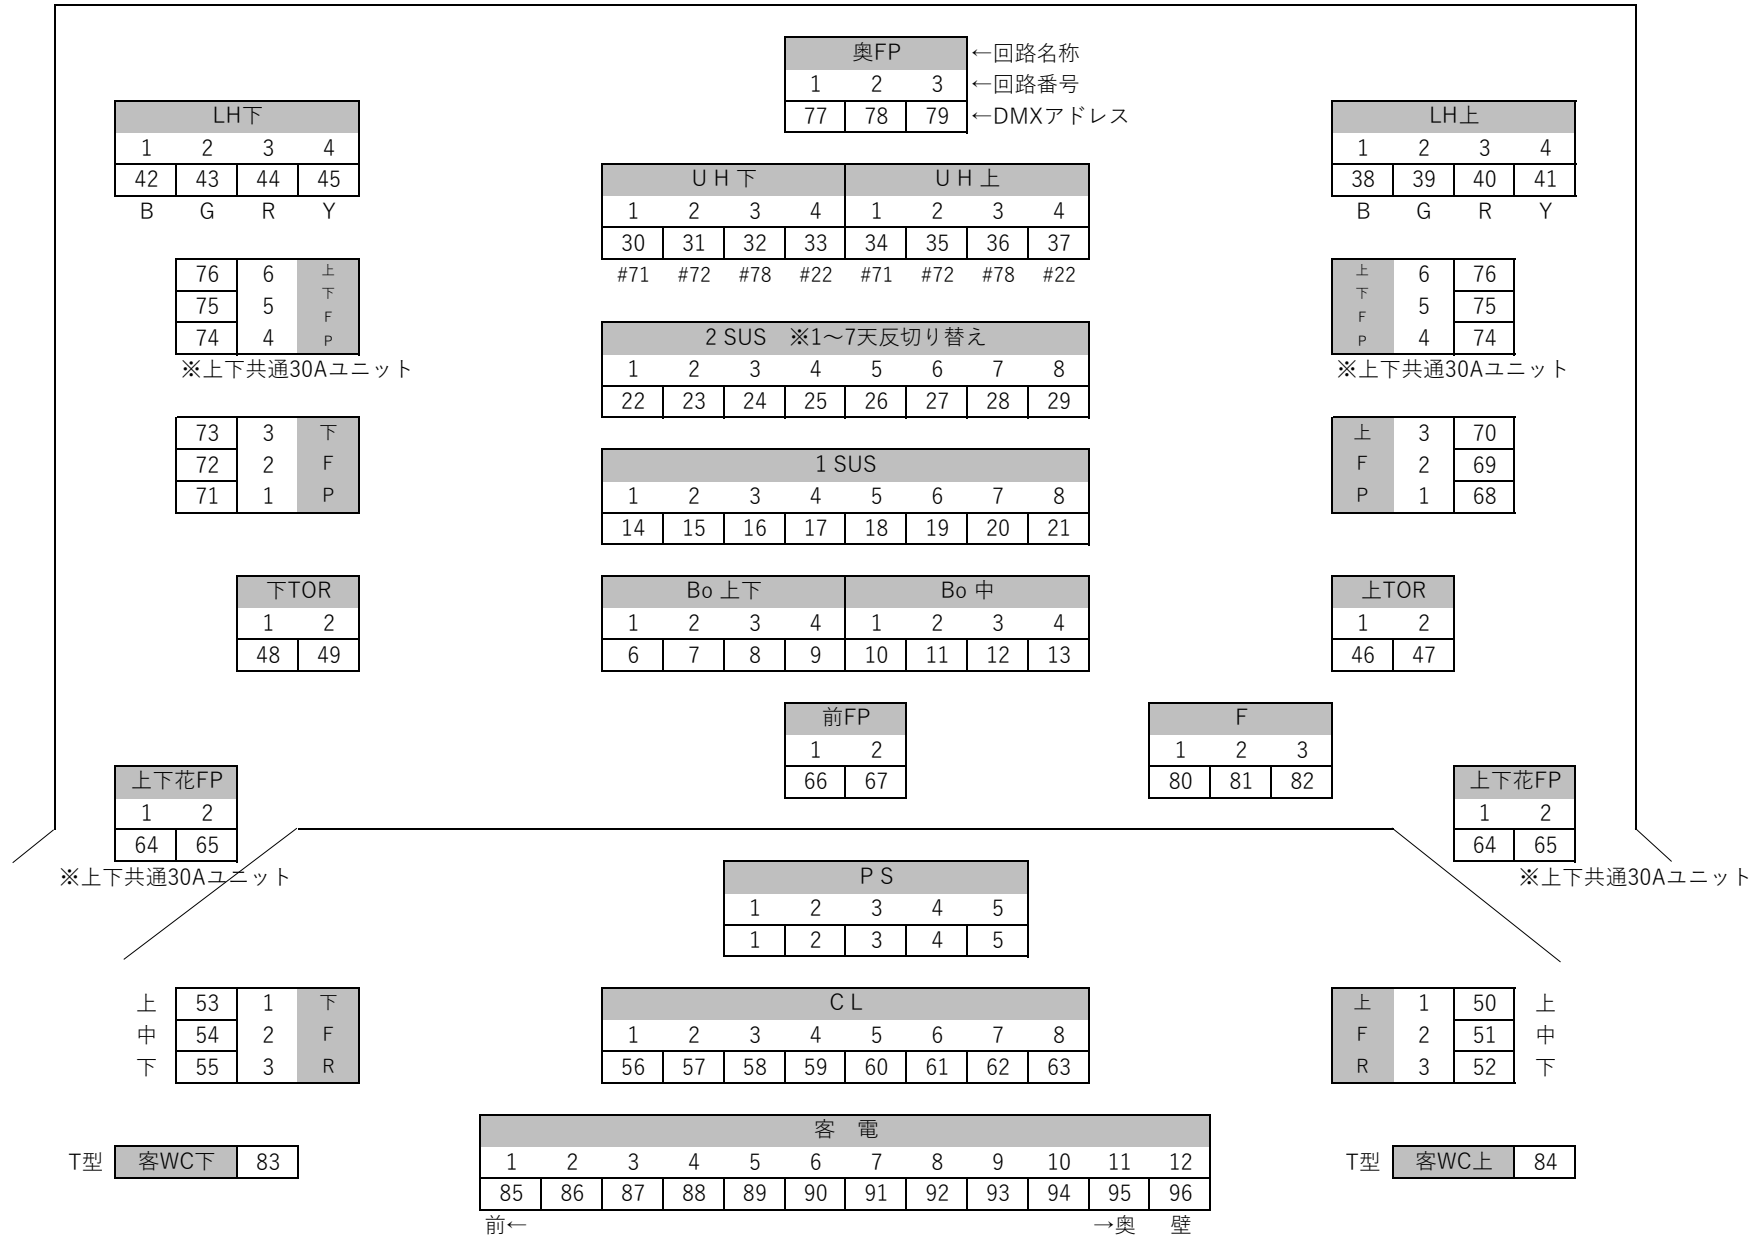 奥FP ←回路名称
1 2 3 ←回路番号
77 78 79 ←DMXアドレス
LH下
1 2 3 4
42 43 44 45
B G R Y
LH上
1 2 3 4
38 39 40 41
B G R Y
UH下 UH上
1 2 3 4 1 2 3 4
30 31 32 33 34 35 36 37
#71 #72 #78 #22 #71 #72 #78 #22
76 6 上
75 5 下
F
74 4 P
※上下共通30Aユニット
上 6 76
下 5 75
F
P 4 74
※上下共通30Aユニット
2 SUS ※1～7天反切り替え
1 2 3 4 5 6 7 8
22 23 24 25 26 27 28 29
73 3 下
72 2 F
71 1 P
上 3 70
F 2 69
P 1 68
1 SUS
1 2 3 4 5 6 7 8
14 15 16 17 18 19 20 21
下TOR
1 2
48 49
Bo 上下 Bo 中
1 2 3 4 1 2 3 4
6 7 8 9 10 11 12 13
上TOR
1 2
46 47
前FP
1 2
66 67
F
1 2 3
80 81 82
上下花FP
1 2
64 65
※上下共通30Aユニット
上下花FP
1 2
64 65
※上下共通30Aユニット
PS
1 2 3 4 5
1 2 3 4 5
上 53 1 下
中 54 2 F
下 55 3 R
CL
1 2 3 4 5 6 7 8
56 57 58 59 60 61 62 63
上 1 50 上
F 2 51 中
R 3 52 下
T型 客WC下 83
客 電
1 2 3 4 5 6 7 8 9 10 11 12
85 86 87 88 89 90 91 92 93 94 95 96
前← →奥 壁
T型 客WC上 84